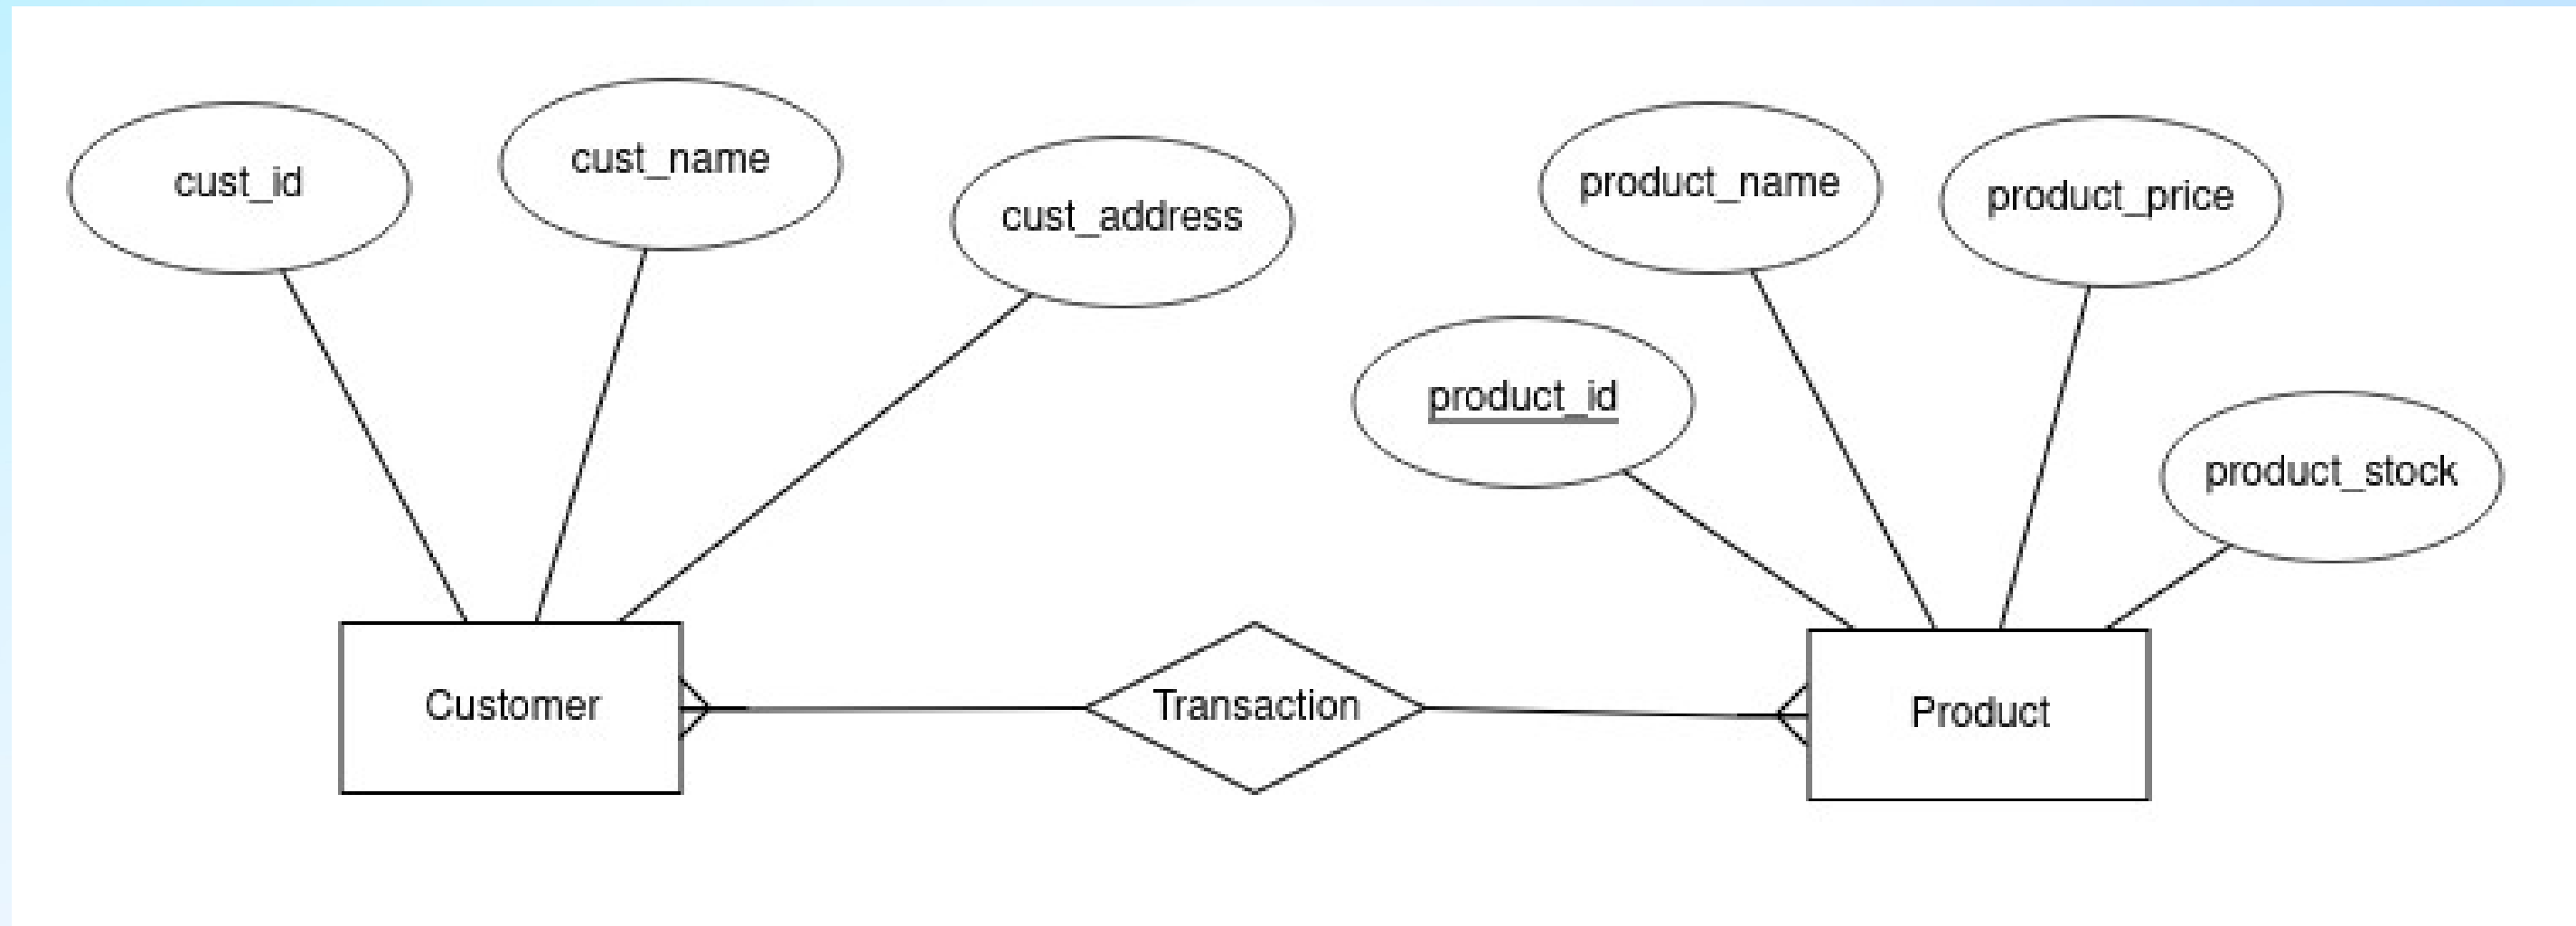 cust_id
cust_name
cust_address
product_name
product_price
product_id
product_stock
Customer
Transaction
Product